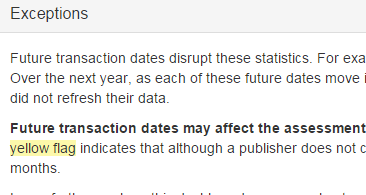 Exceptions
Future transaction dates disrupt these statistics. For exa
Over the next year, as each of these future dates move i
did not refresh their data.
Future transaction dates may affect the assessment
yellow flag indicates that although a publisher does not c
months.